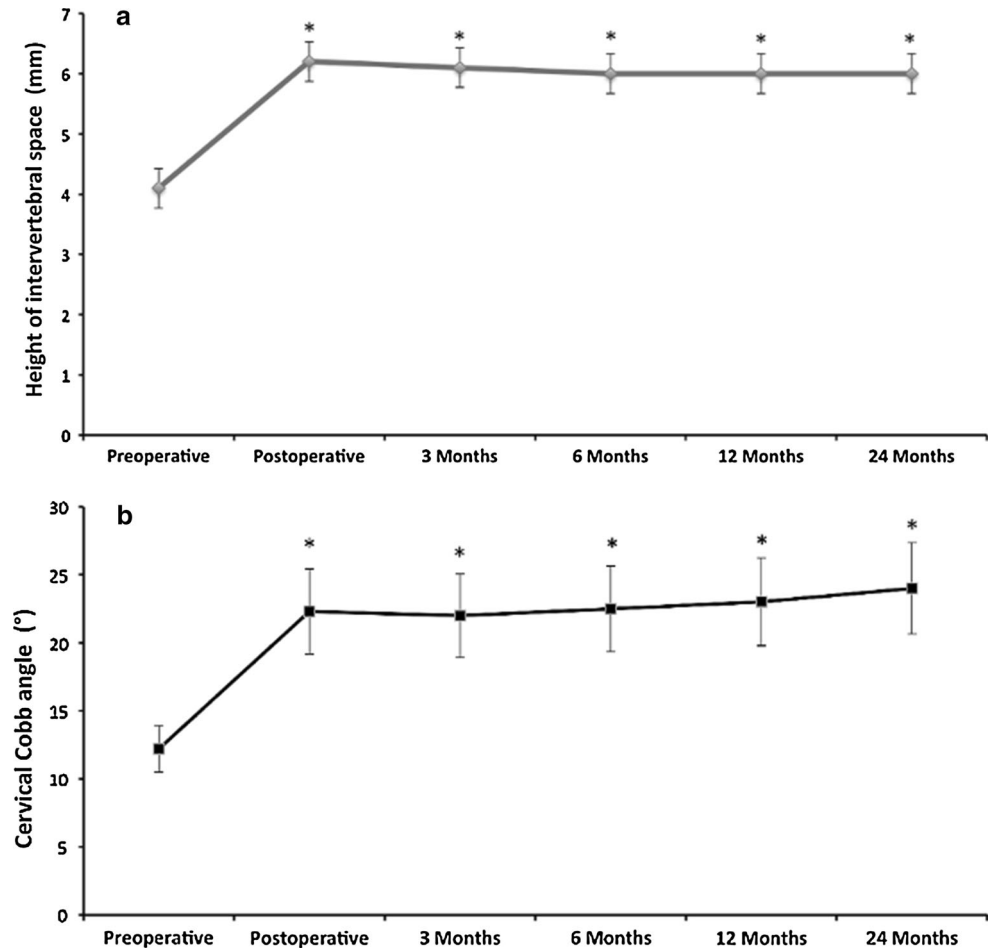 a
Height of intervertebral space (mm)
7
6
5
4
3
2
1
0
* * * * *
Preoperative Postoperative 3 Months 6 Months 12 Months 24 Months
b
Cervical Cobb angle (°)
30
25
20
15
10
5
0
* * * * *
Preoperative Postoperative 3 Months 6 Months 12 Months 24 Months